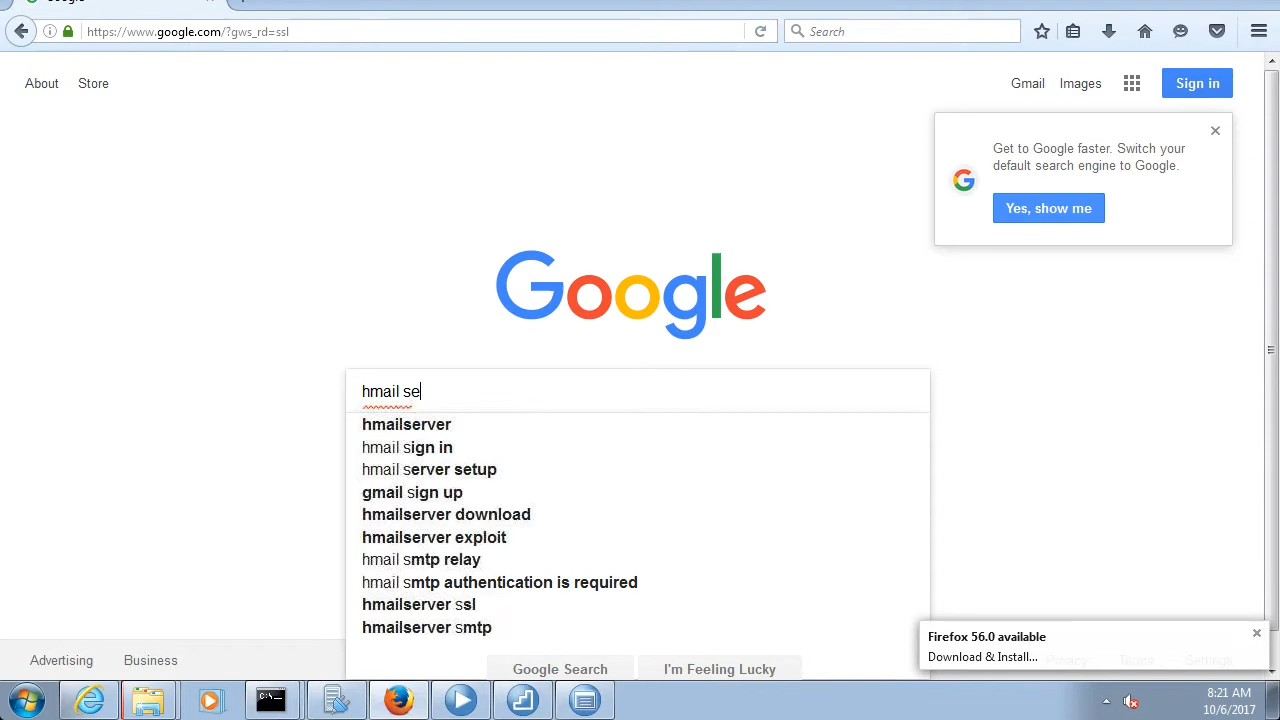 https://www.google.com/?gws_rd=ssl
Search
About Store
Gmail Images Sign in
Get to Google faster. Switch your
default search engine to Google.
Yes, show me
Google
hmail se
hmailserver
hmail sign in
hmail server setup
gmail sign up
hmailserver download
hmailserver exploit
hmail smtp relay
hmail smtp authentication is required
hmailserver ssl
hmailserver smtp
Firefox 56.0 available
Download & Install...
Advertising Business
Privacy Terms Settings
Google Search I'm Feeling Lucky
C:\.
8:21 AM
10/6/2017